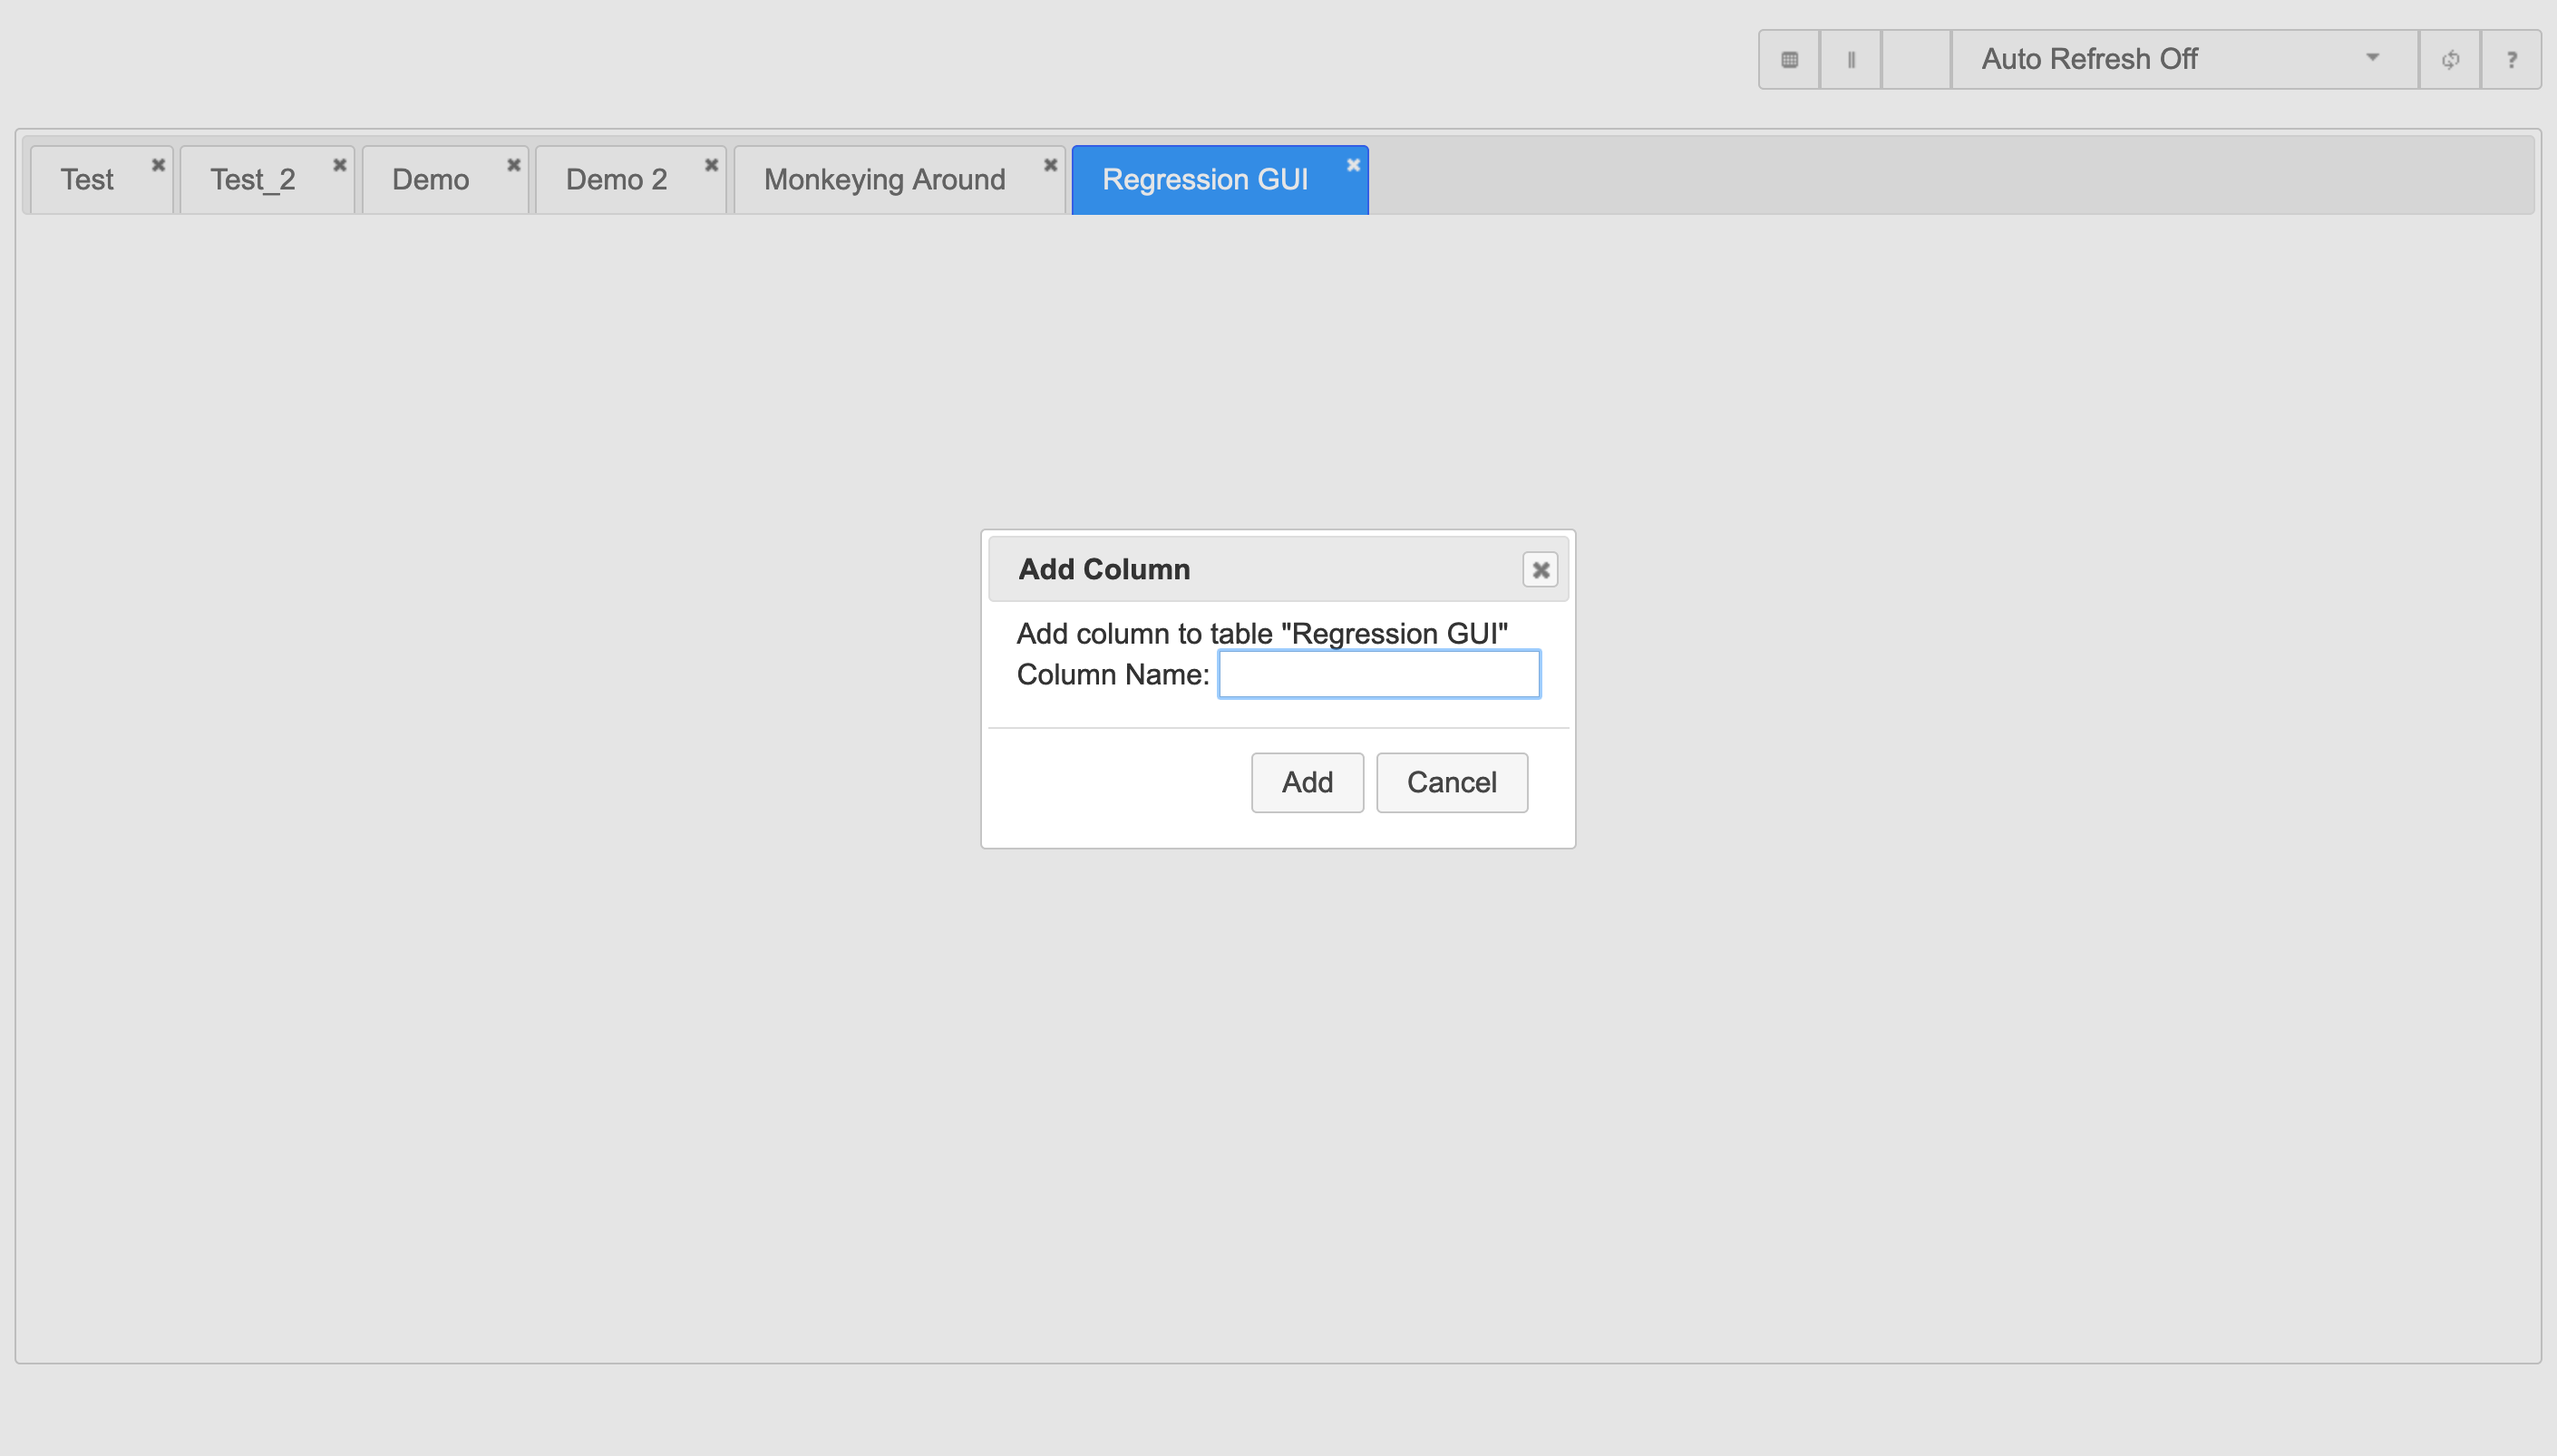 Auto Refresh Off ?
Test Test_2 Demo Demo 2 Monkeying Around Regression GUI
Add Column
Add column to table "Regression GUI"
Column Name:
Add Cancel